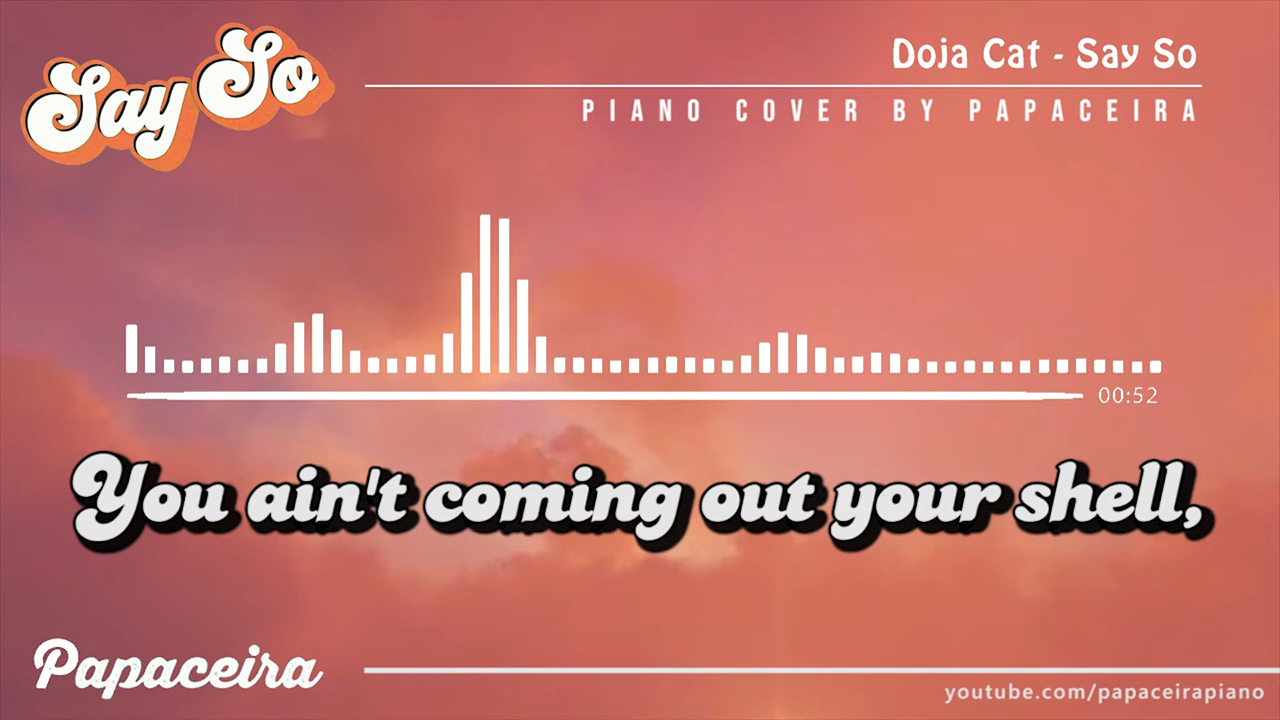 Say So
Doja Cat - Say So
PIANO COVER BY PAPACEIRA
00:52
You ain't coming out your shell,
Papaceira
youtube.com/papaceirapiano